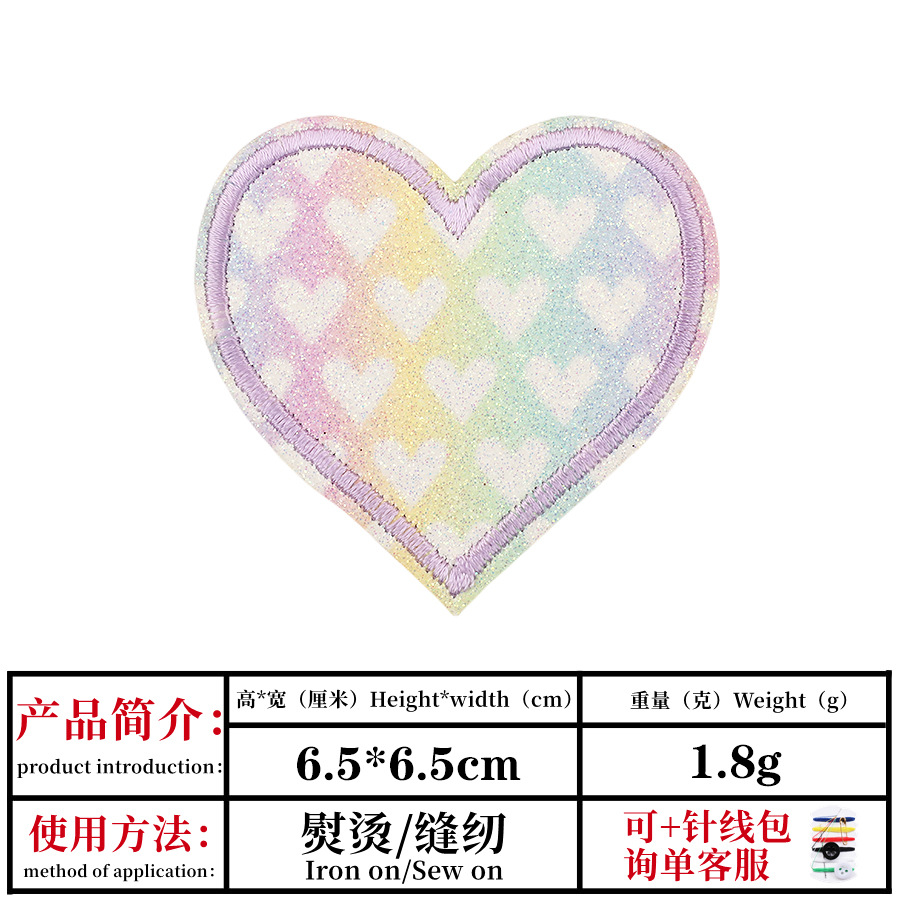 产品简介：
product introduction：
高*宽（厘米）Height*width（cm）
重量（克）Weight（g）
6.5*6.5cm
1.8g
使用方法：
method of application：
熨烫/缝纫
Iron on/Sew on
可+针线包
询单客服